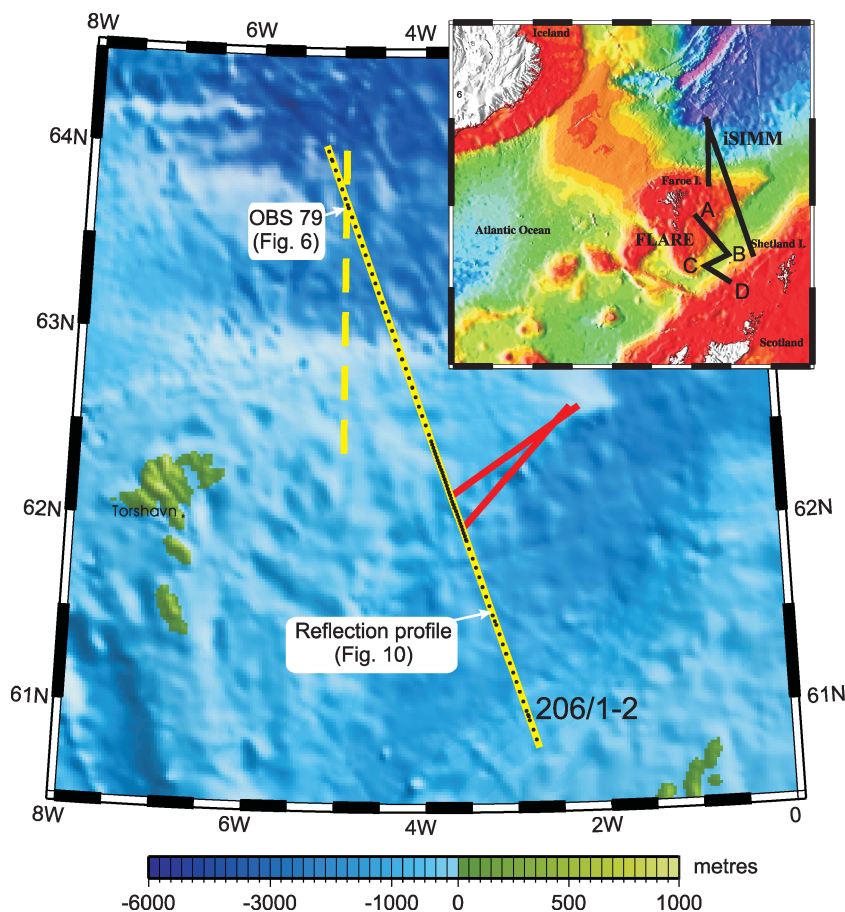 8W
6W
4W
64N
63N
62N
61N
62N
61N
8W
6W
4W
2W
0
OBS 79
(Fig. 6)
Torshavn
Reflection profile
(Fig. 10)
206/1-2
Iceland
6
iSIMM
Faroe I.
A
Atlantic Ocean
FLARE
B
Shetland I.
C
D
Scotland
metres
-6000
-3000
-1000
0
500
1000